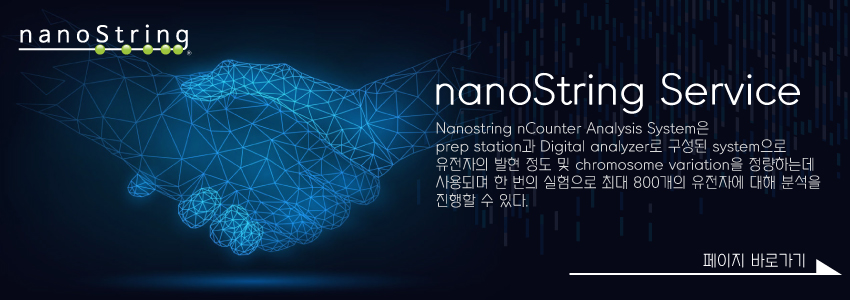 nanoString®
nanoString Service
Nanostring nCounter Analysis System은
prep station과 Digital analyzer로 구성된 system으로
유전자의 발현 정도 및 chromosome variation을 정량하는데
사용되며 한 번의 실험으로 최대 800개의 유전자에 대해 분석을
진행할 수 있다.
페이지 바로가기